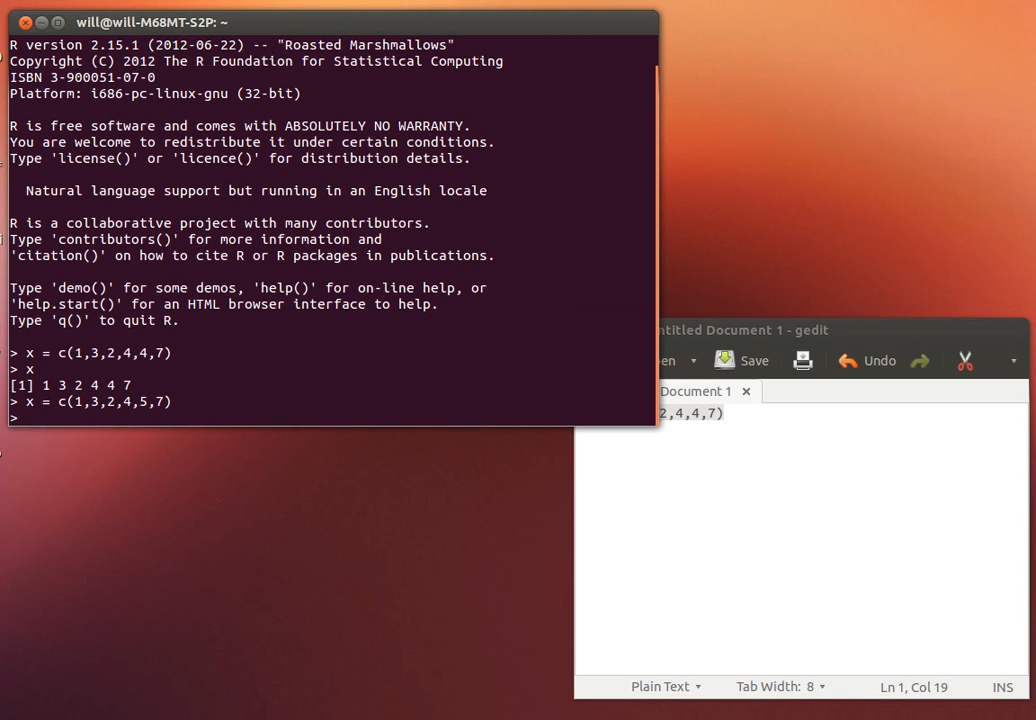 will@will-M68MT-S2P: ~
R version 2.15.1 (2012-06-22) -- "Roasted Marshmallows"
Copyright (C) 2012 The R Foundation for Statistical Computing
ISBN 3-900051-07-0
Platform: i686-pc-linux-gnu (32-bit)
R is free software and comes with ABSOLUTELY NO WARRANTY.
You are welcome to redistribute it under certain conditions.
Type 'license()' or 'licence()' for distribution details.
Natural language support but running in an English locale
R is a collaborative project with many contributors.
Type 'contributors()' for more information and
'citation()' on how to cite R or R packages in publications.
Type 'demo()' for some demos, 'help()' for on-line help, or
'help.start()' for an HTML browser interface to help.
Type 'q()' to quit R.
> x = c(1,3,2,4,4,7)
> x
[1] 1 3 2 4 4 7
> x = c(1,3,2,4,5,7)
>
ntitled Document 1 - gedit
en Save Undo
Document 1
2,4,4,7)
Plain Text Tab Width: 8 Ln 1, Col 19 INS